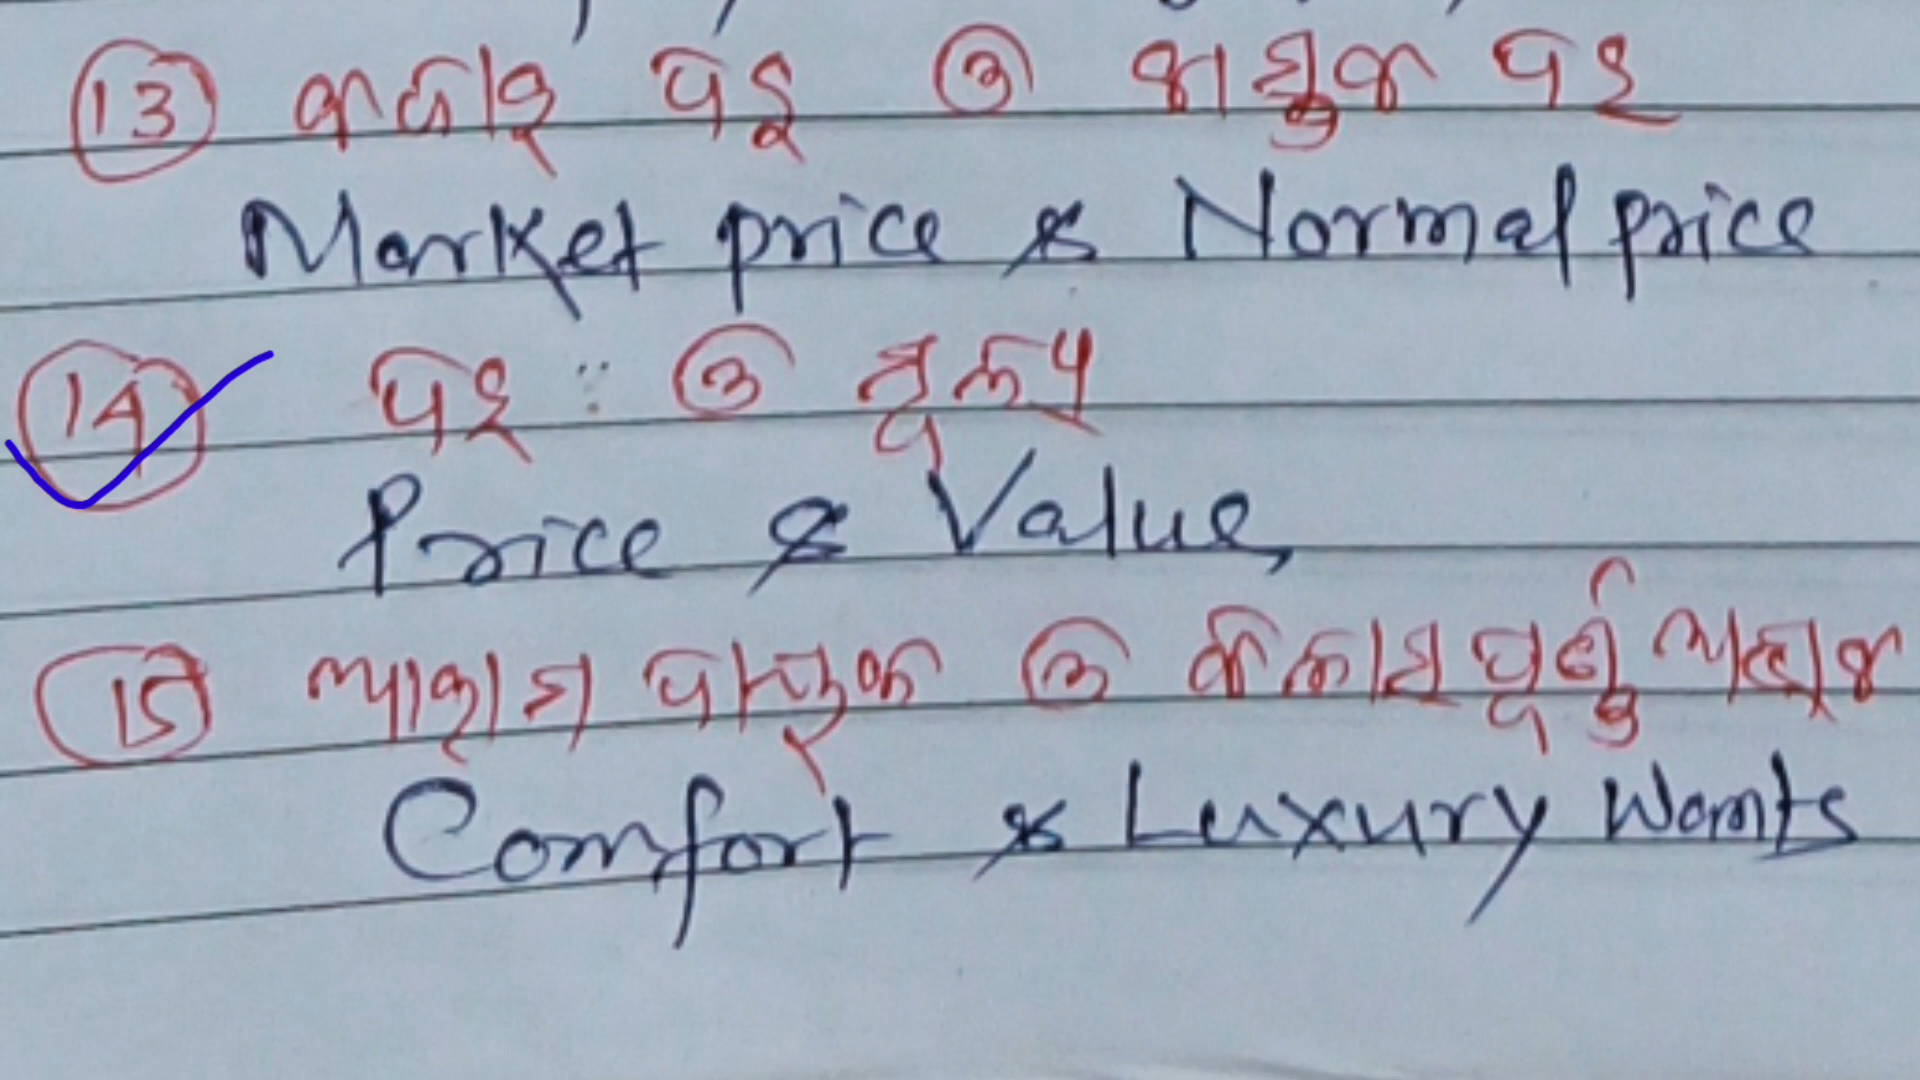 13 ବଜାର ଦର ଓ ସାଧାରଣ ଦର
Market price & Normal price
14 ଦର ଓ ମୂଲ୍ୟ
Price & Value
15 ଆରାମ ଦାୟକ ଓ ବିଳାସପୂର୍ଣ୍ଣ ଅଭାବ
Comfort & Luxury Wants